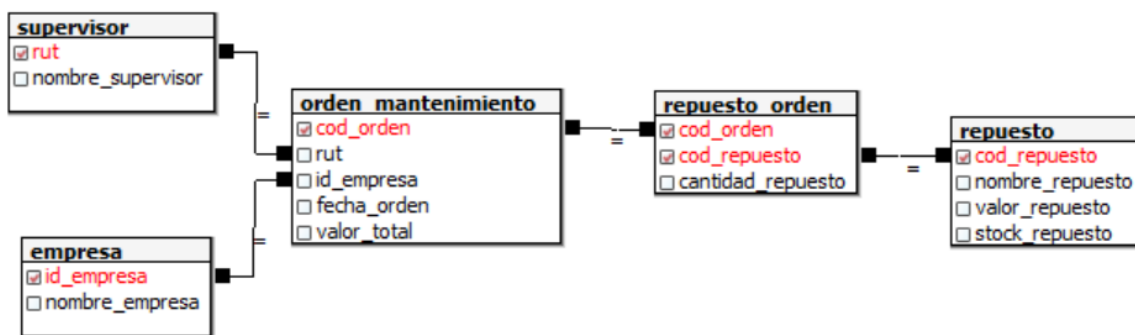 supervisor
rut
nombre_supervisor
orden_mantenimiento
cod_orden
rut
id_empresa
fecha_orden
valor_total
empresa
id_empresa
nombre_empresa
repuesto_orden
cod_orden
cod_repuesto
cantidad_repuesto
repuesto
cod_repuesto
nombre_repuesto
valor_repuesto
stock_repuesto
=
=
=
=